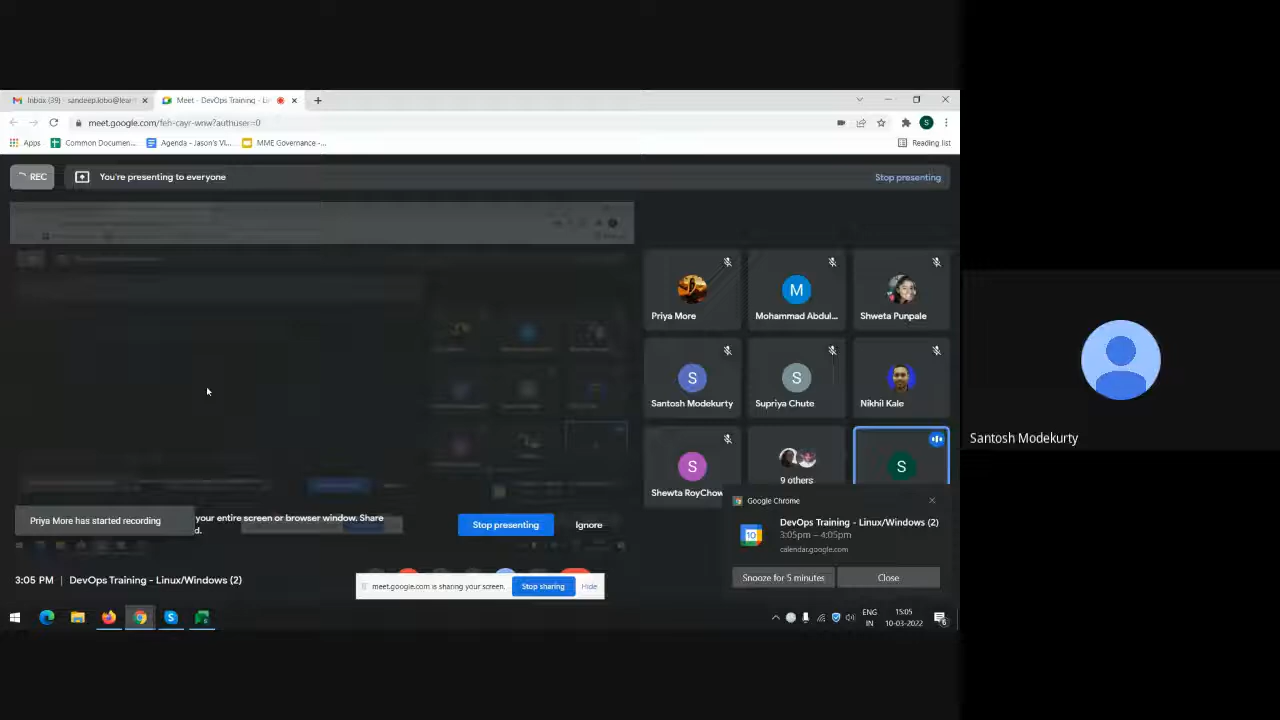 Inbox (39) - sandeep.lobo@lear
Meet - DevOps Training - Li
meet.google.com/feh-cayr-wnw?authuser=0
S
Apps
Common Documen...
Agenda - Jason's Vi...
MME Governance -...
Reading list
REC
You're presenting to everyone
Stop presenting
Priya More
M
Mohammad Abdul...
Shweta Punpale
S
Santosh Modekurty
S
Supriya Chute
Nikhil Kale
S
Shewta RoyChow
9 others
S
Santosh Modekurty
Google Chrome
10
DevOps Training - Linux/Windows (2)
3:05pm – 4:05pm
calendar.google.com
Snooze for 5 minutes
Close
Priya More has started recording
your entire screen or browser window. Share
d.
Stop presenting
Ignore
3:05 PM | DevOps Training - Linux/Windows (2)
meet.google.com is sharing your screen.
Stop sharing
Hide
ENG
IN
15:05
10-03-2022
6